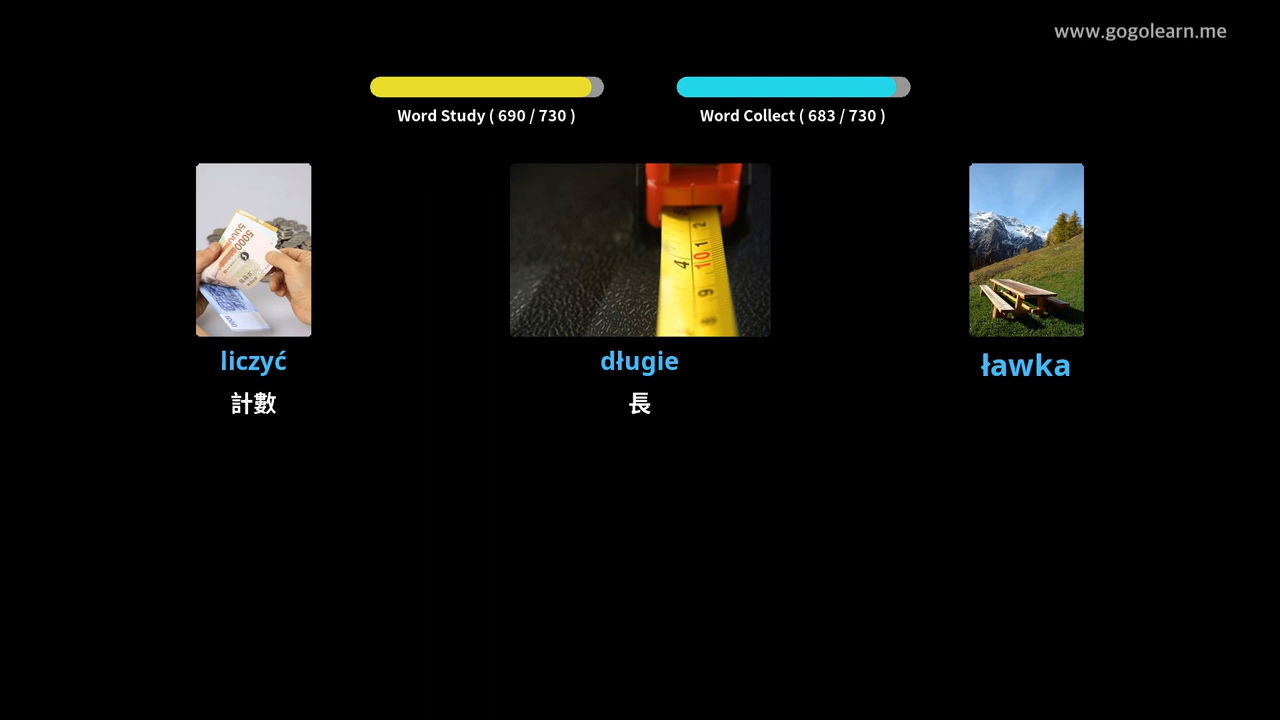 www.gogolearn.me
Word Study ( 690 / 730 )
Word Collect ( 683 / 730 )
liczyć
długie
ławka
計數
長